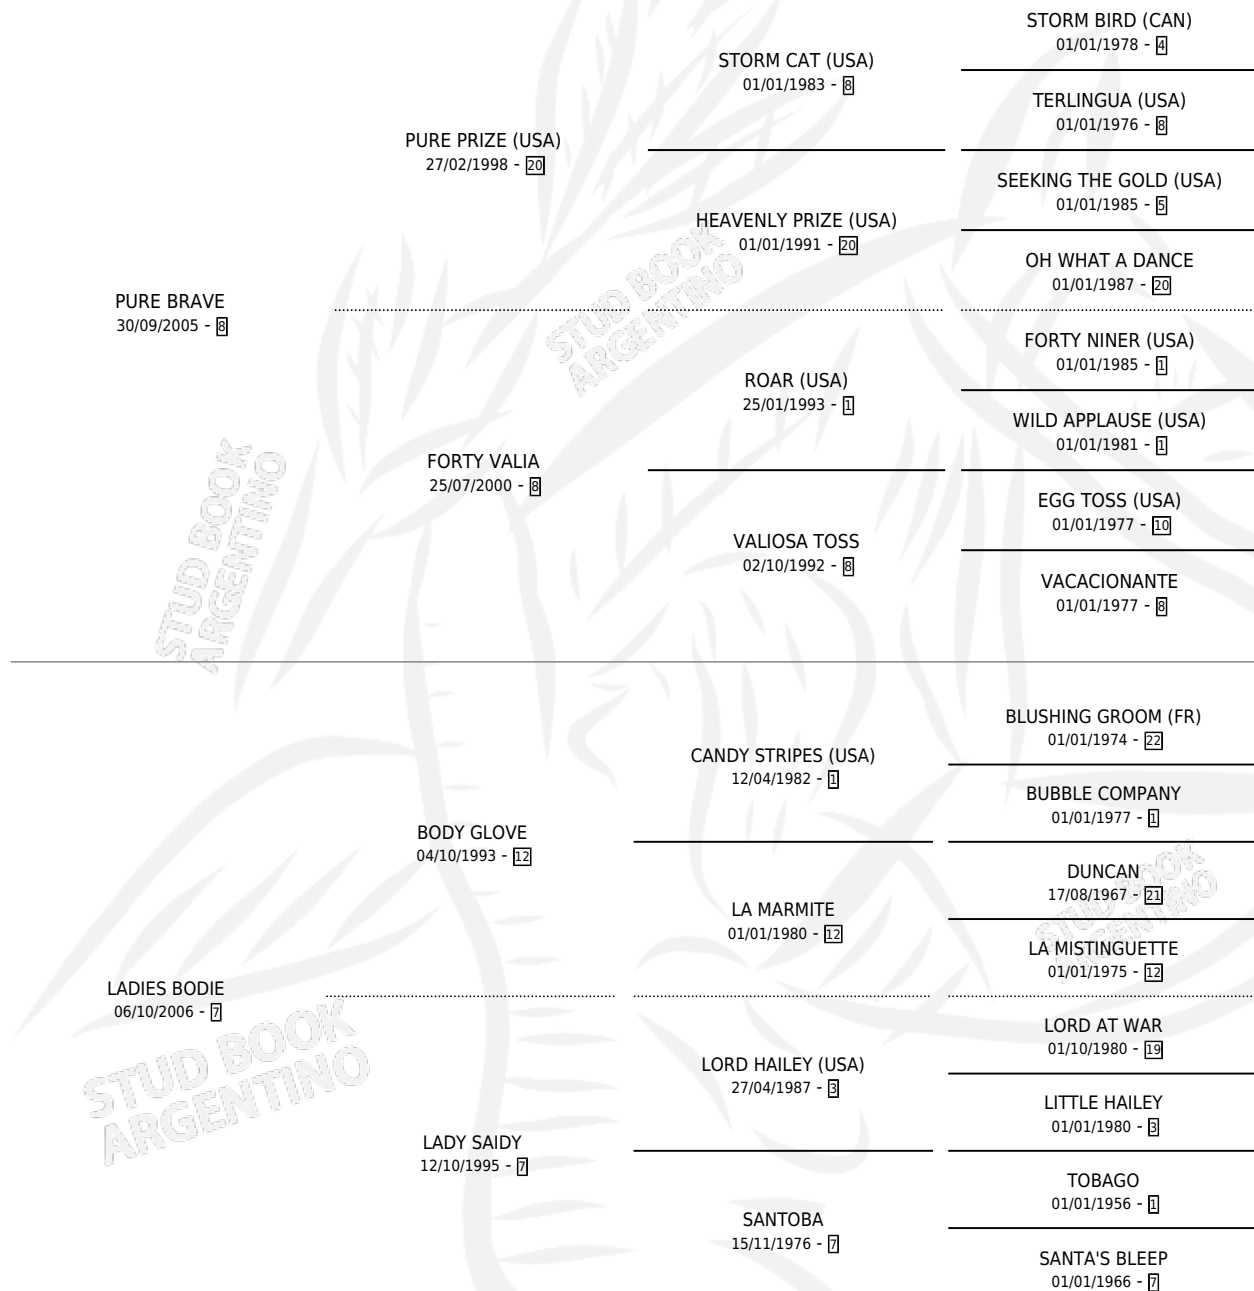 STORM BIRD (CAN)
01/01/1978 - 4
STORM CAT (USA)
01/01/1983 - 8
TERLINGUA (USA)
01/01/1976 - 8
PURE PRIZE (USA)
27/02/1998 - 20
SEEKING THE GOLD (USA)
01/01/1985 - 5
HEAVENLY PRIZE (USA)
01/01/1991 - 20
OH WHAT A DANCE
01/01/1987 - 20
PURE BRAVE
30/09/2005 - 8
STUD BOOK
ARGENTINO
FORTY NINER (USA)
01/01/1985 - 1
ROAR (USA)
25/01/1993 - 1
WILD APPLAUSE (USA)
01/01/1981 - 1
FORTY VALIA
25/07/2000 - 8
EGG TOSS (USA)
01/01/1977 - 10
VALIOSA TOSS
02/10/1992 - 8
VACACIONANTE
01/01/1977 - 8
STUD BOOK
ARGENTINO
BLUSHING GROOM (FR)
01/01/1974 - 22
CANDY STRIPES (USA)
12/04/1982 - 1
BUBBLE COMPANY
01/01/1977 - 1
BODY GLOVE
04/10/1993 - 12
DUNCAN
17/08/1967 - 21
STUD BOOK
ARGENTINO
LA MARMITE
01/01/1980 - 12
LA MISTINGUETTE
01/01/1975 - 12
LADIES BODIE
06/10/2006 - 7
STUD BOOK
ARGENTINO
LORD AT WAR
01/10/1980 - 19
LORD HAILEY (USA)
27/04/1987 - 3
LITTLE HAILEY
01/01/1980 - 3
LADY SAIDY
12/10/1995 - 7
TOBAGO
01/01/1956 - 1
SANTOBA
15/11/1976 - 7
SANTA'S BLEEP
01/01/1966 - 7